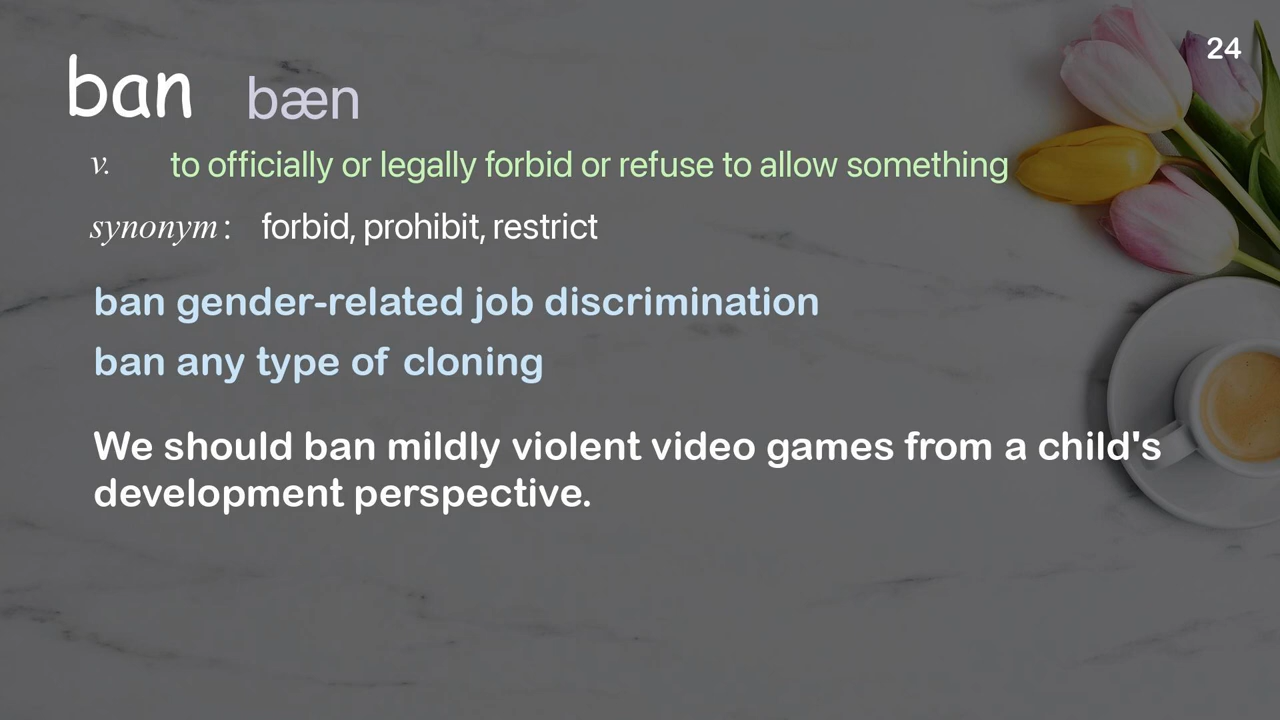 24
ban bæn
v. to officially or legally forbid or refuse to allow something
synonym: forbid, prohibit, restrict
ban gender-related job discrimination
ban any type of cloning
We should ban mildly violent video games from a child's
development perspective.